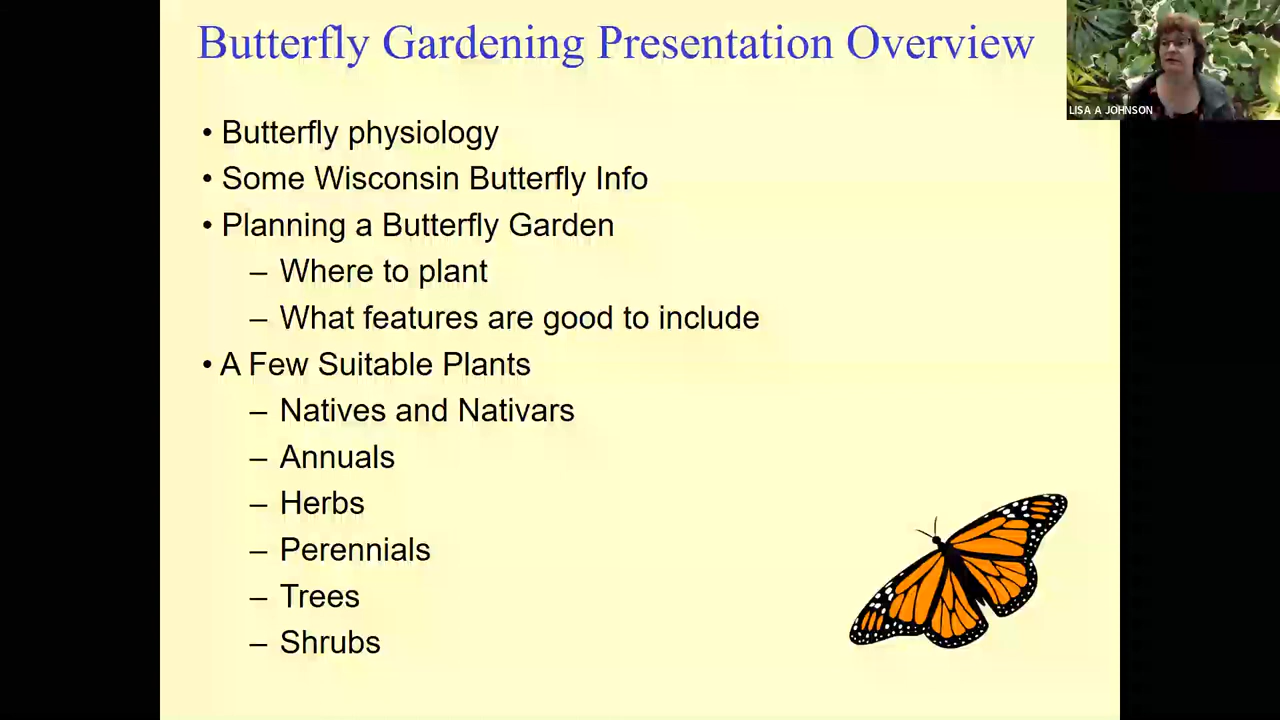 Butterfly Gardening Presentation Overview
LISA A JOHNSON
• Butterfly physiology
• Some Wisconsin Butterfly Info
• Planning a Butterfly Garden
– Where to plant
– What features are good to include
• A Few Suitable Plants
– Natives and Nativars
– Annuals
– Herbs
– Perennials
– Trees
– Shrubs